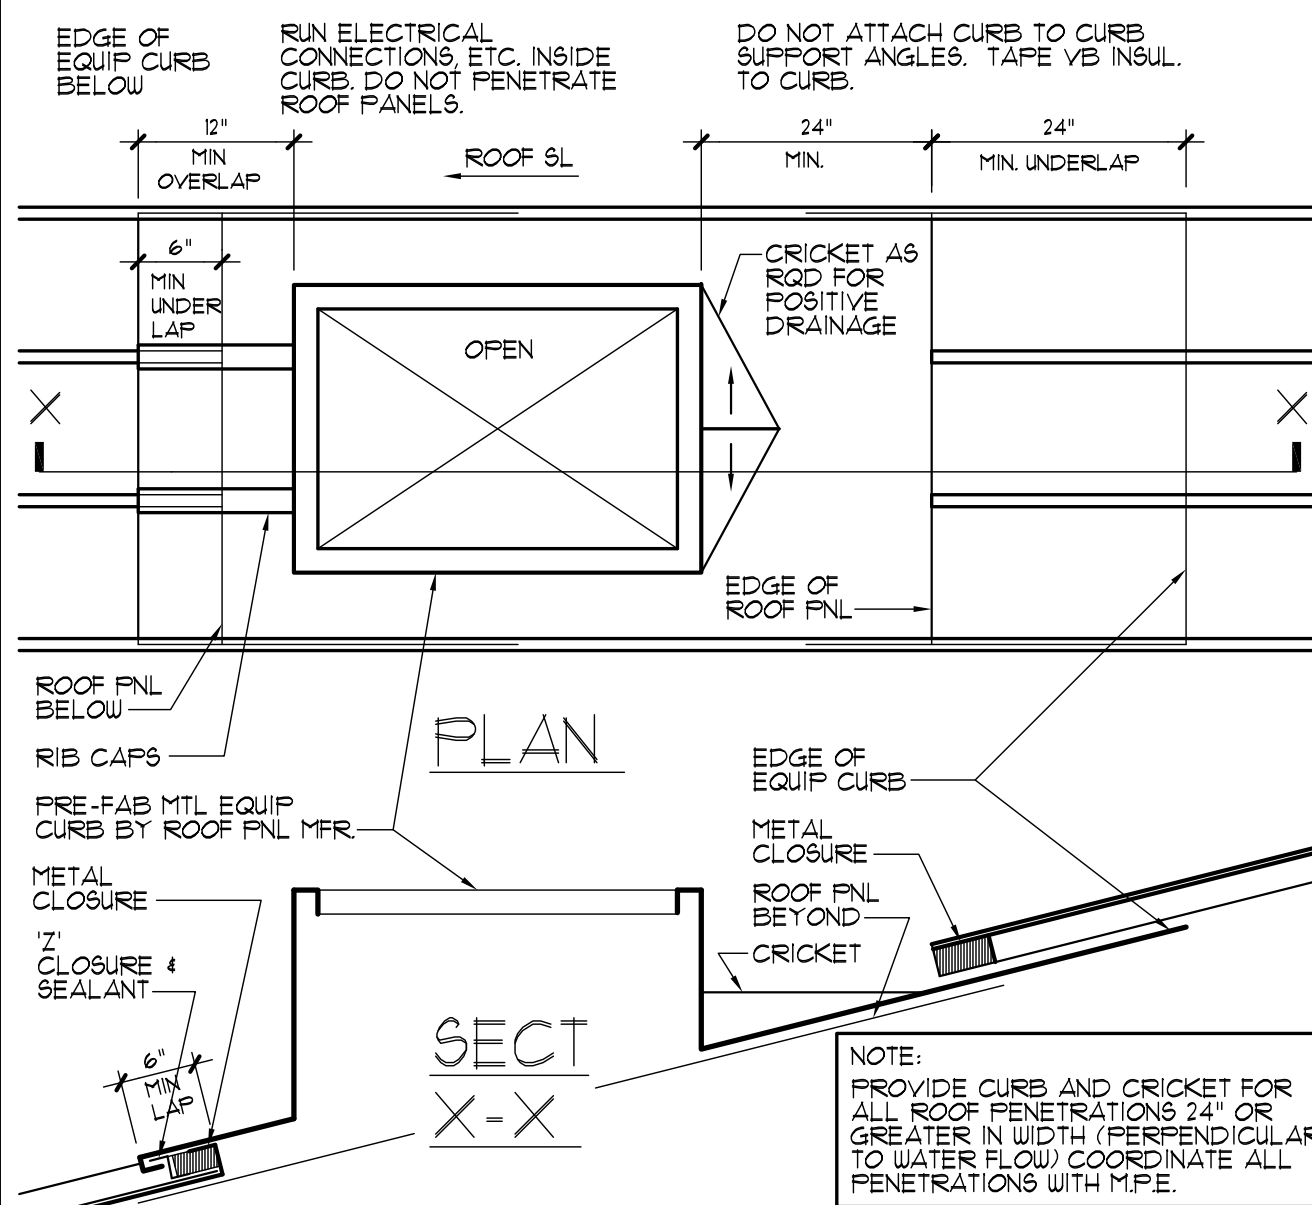 EDGE OF
EQUIP CURB
BELOW
RUN ELECTRICAL
CONNECTIONS, ETC. INSIDE
CURB. DO NOT PENETRATE
ROOF PANELS.
DO NOT ATTACH CURB TO CURB
SUPPORT ANGLES. TAPE VB INSUL.
TO CURB.
12"
MIN
OVERLAP
ROOF SL
24"
MIN.
24"
MIN. UNDERLAP
6"
MIN
UNDER
LAP
OPEN
CRICKET AS
RQD FOR
POSITIVE
DRAINAGE
X
X
EDGE OF
ROOF PNL
ROOF PNL
BELOW
RIB CAPS
PLAN
PRE-FAB MTL EQUIP
CURB BY ROOF PNL MFR.
EDGE OF
EQUIP CURB
METAL
CLOSURE
METAL
CLOSURE
ROOF PNL
BEYOND
CRICKET
'Z'
CLOSURE &
SEALANT
6"
MIN
LAP
SECT
X-X
NOTE:
PROVIDE CURB AND CRICKET FOR
ALL ROOF PENETRATIONS 24" OR
GREATER IN WIDTH (PERPENDICULAR
TO WATER FLOW) COORDINATE ALL
PENETRATIONS WITH M.P.E.